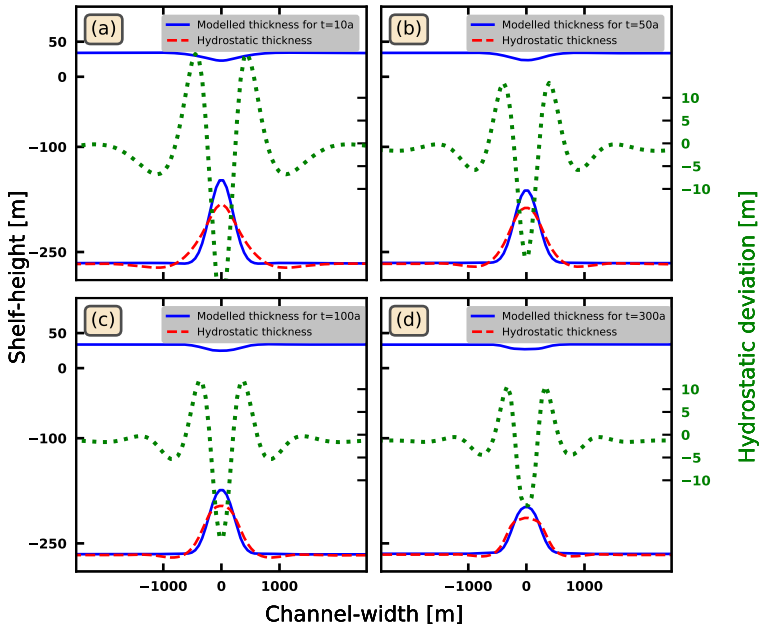 (a)
Modelled thickness for t=10a
Hydrostatic thickness
(b)
Modelled thickness for t=50a
Hydrostatic thickness
50
0
−100
−250
10
5
0
−5
−10
(c)
Modelled thickness for t=100a
Hydrostatic thickness
(d)
Modelled thickness for t=300a
Hydrostatic thickness
50
0
−100
−250
10
5
0
−5
−10
−1000 0 1000
−1000 0 1000
Shelf-height [m]
Channel-width [m]
Hydrostatic deviation [m]